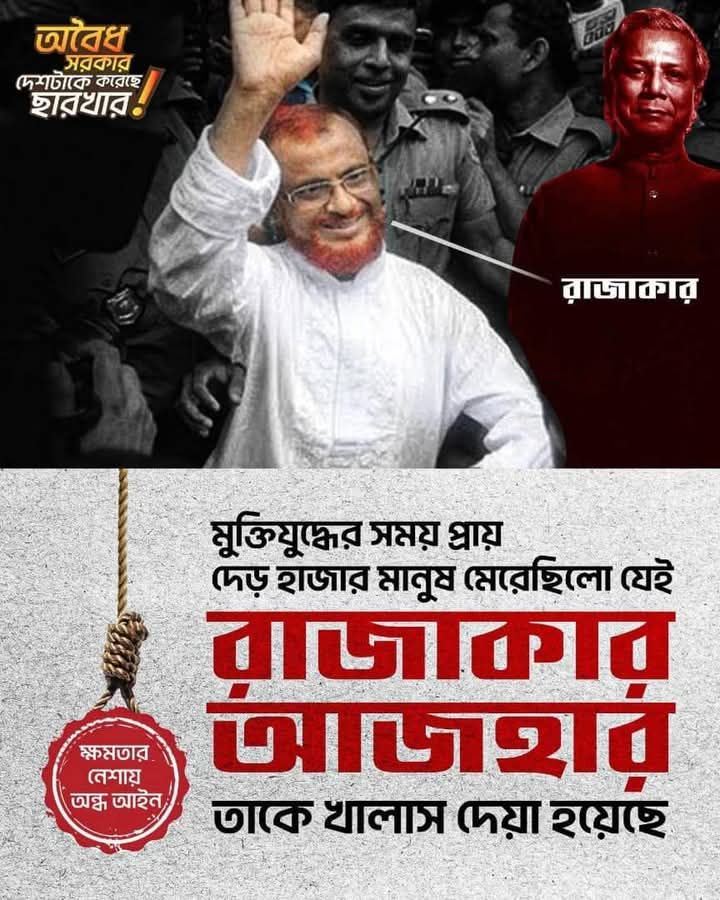 অবৈধ
সরকার
দেশটাকে করেছে
ছারখার!
রাজাকার
মুক্তিযুদ্ধের সময় প্রায়
দেড় হাজার মানুষ মেরেছিলো যেই
রাজাকার
আজহার
তাকে খালাস দেয়া হয়েছে
ক্ষমতার
নেশায়
অন্ধ আইন